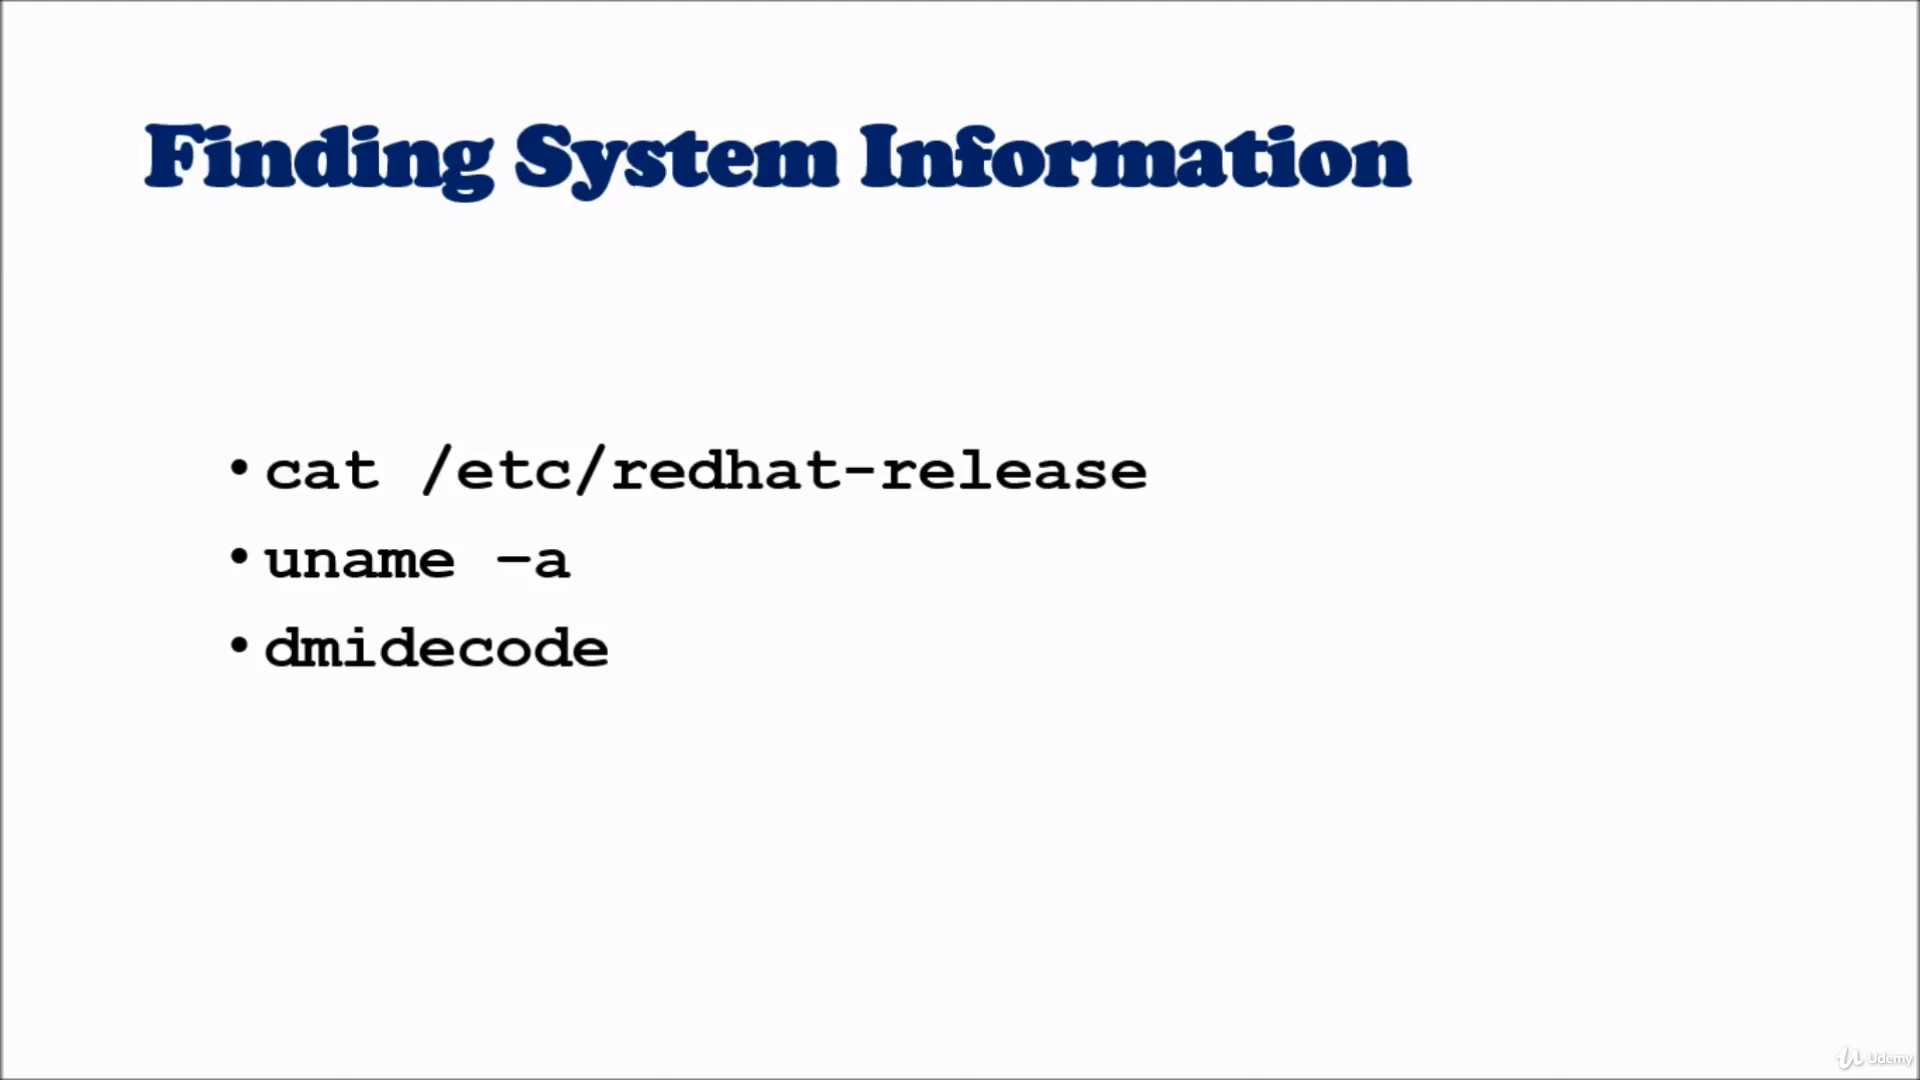 Finding System Information
• cat /etc/redhat-release
• uname –a
• dmidecode
Udemy